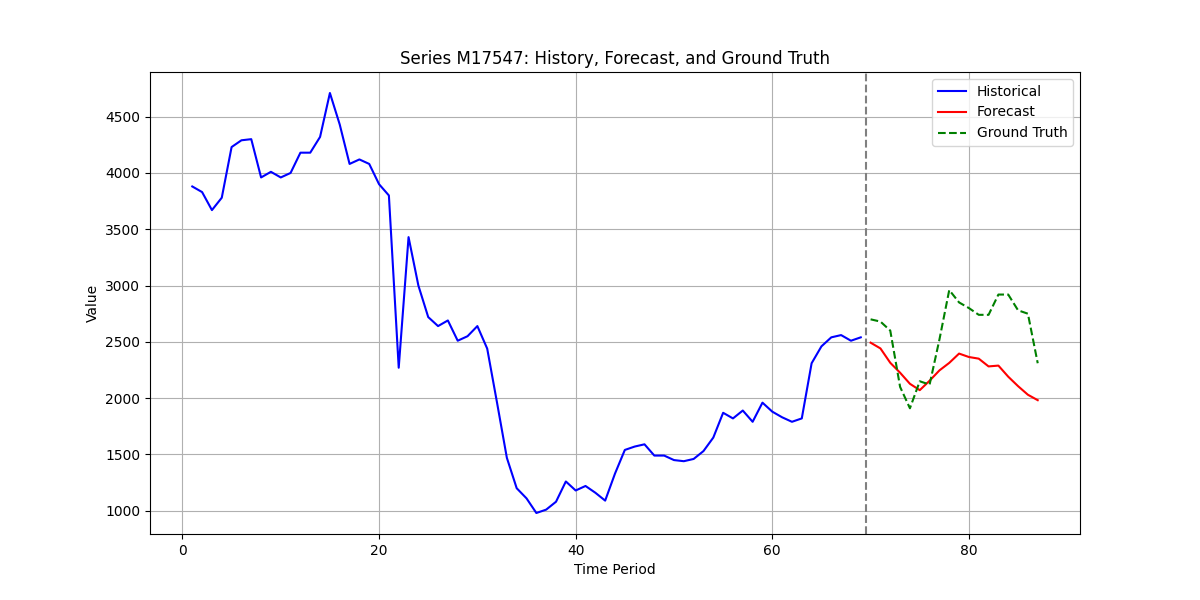 Series M17547: History, Forecast, and Ground Truth
Historical
Forecast
Ground Truth
4500
4000
3500
3000
2500
2000
1500
1000
Value
0
20
40
60
80
Time Period